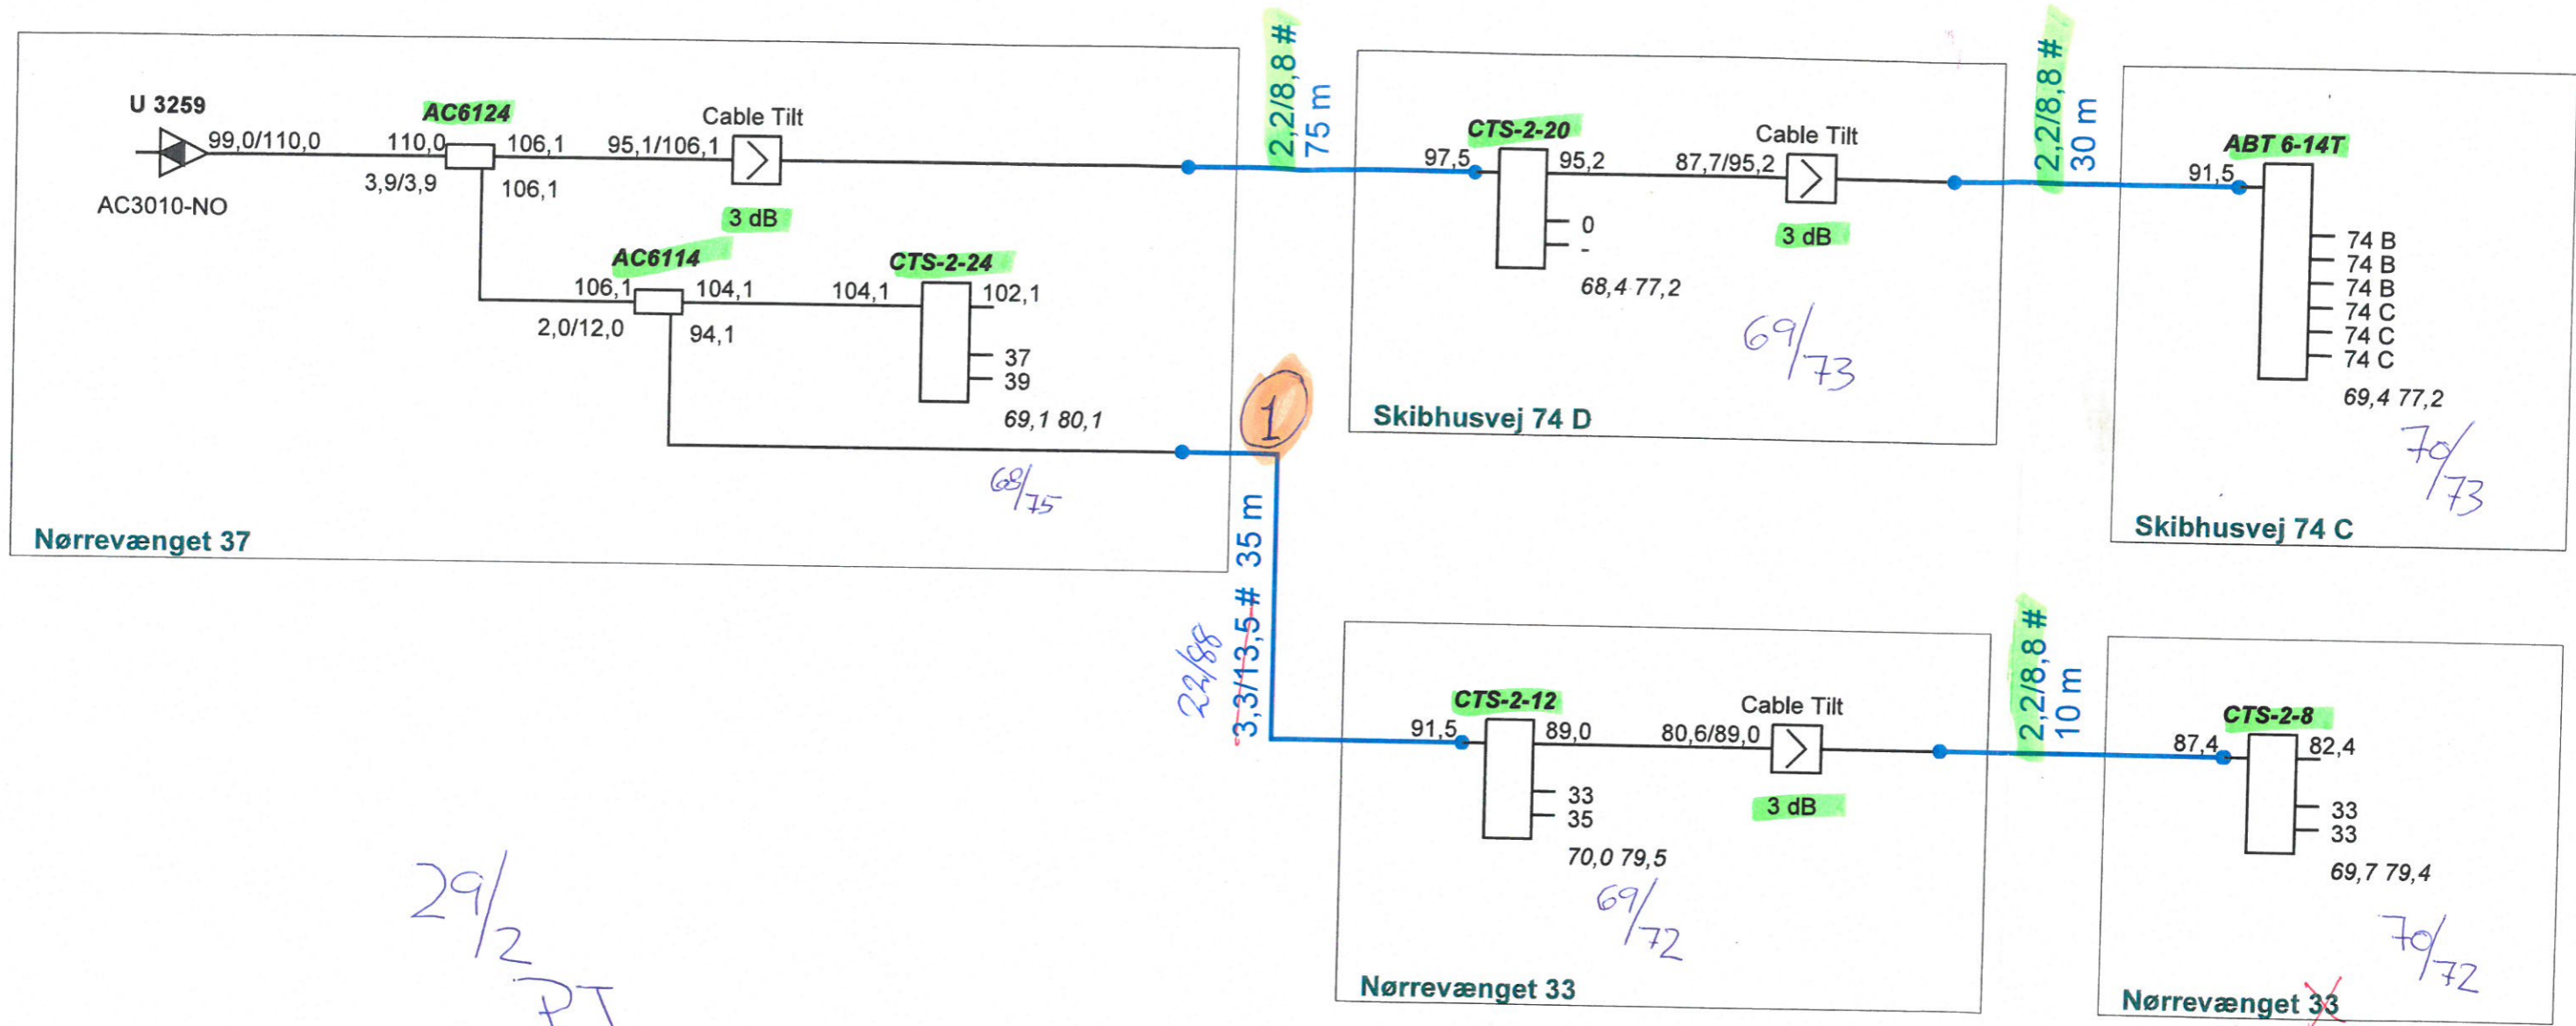 U 3259
99,0/110,0
AC3010-NO
AC6124
110,0
106,1
3,9/3,9
106,1
95,1/106,1
Cable Tilt
3 dB
AC6114
106,1
104,1
2,0/12,0
94,1
CTS-2-24
104,1
102,1
37
39
69,1 80,1
68/75
Nørrevænget 37
2,2/8,8 #
75 m
CTS-2-20
97,5
95,2
0
-
68,4 77,2
87,7/95,2
Cable Tilt
3 dB
69/73
Skibhusvej 74 D
2,2/8,8 #
30 m
ABT 6-14T
91,5
74 B
74 B
74 B
74 C
74 C
74 C
69,4 77,2
70/73
Skibhusvej 74 C
1
3,3/13,5 # 35 m
22/88
CTS-2-12
91,5
89,0
33
35
70,0 79,5
80,6/89,0
Cable Tilt
3 dB
69/72
Nørrevænget 33
2,2/8,8 #
10 m
CTS-2-8
87,4
82,4
33
33
69,7 79,4
70/72
Nørrevænget 33
29/2
PT